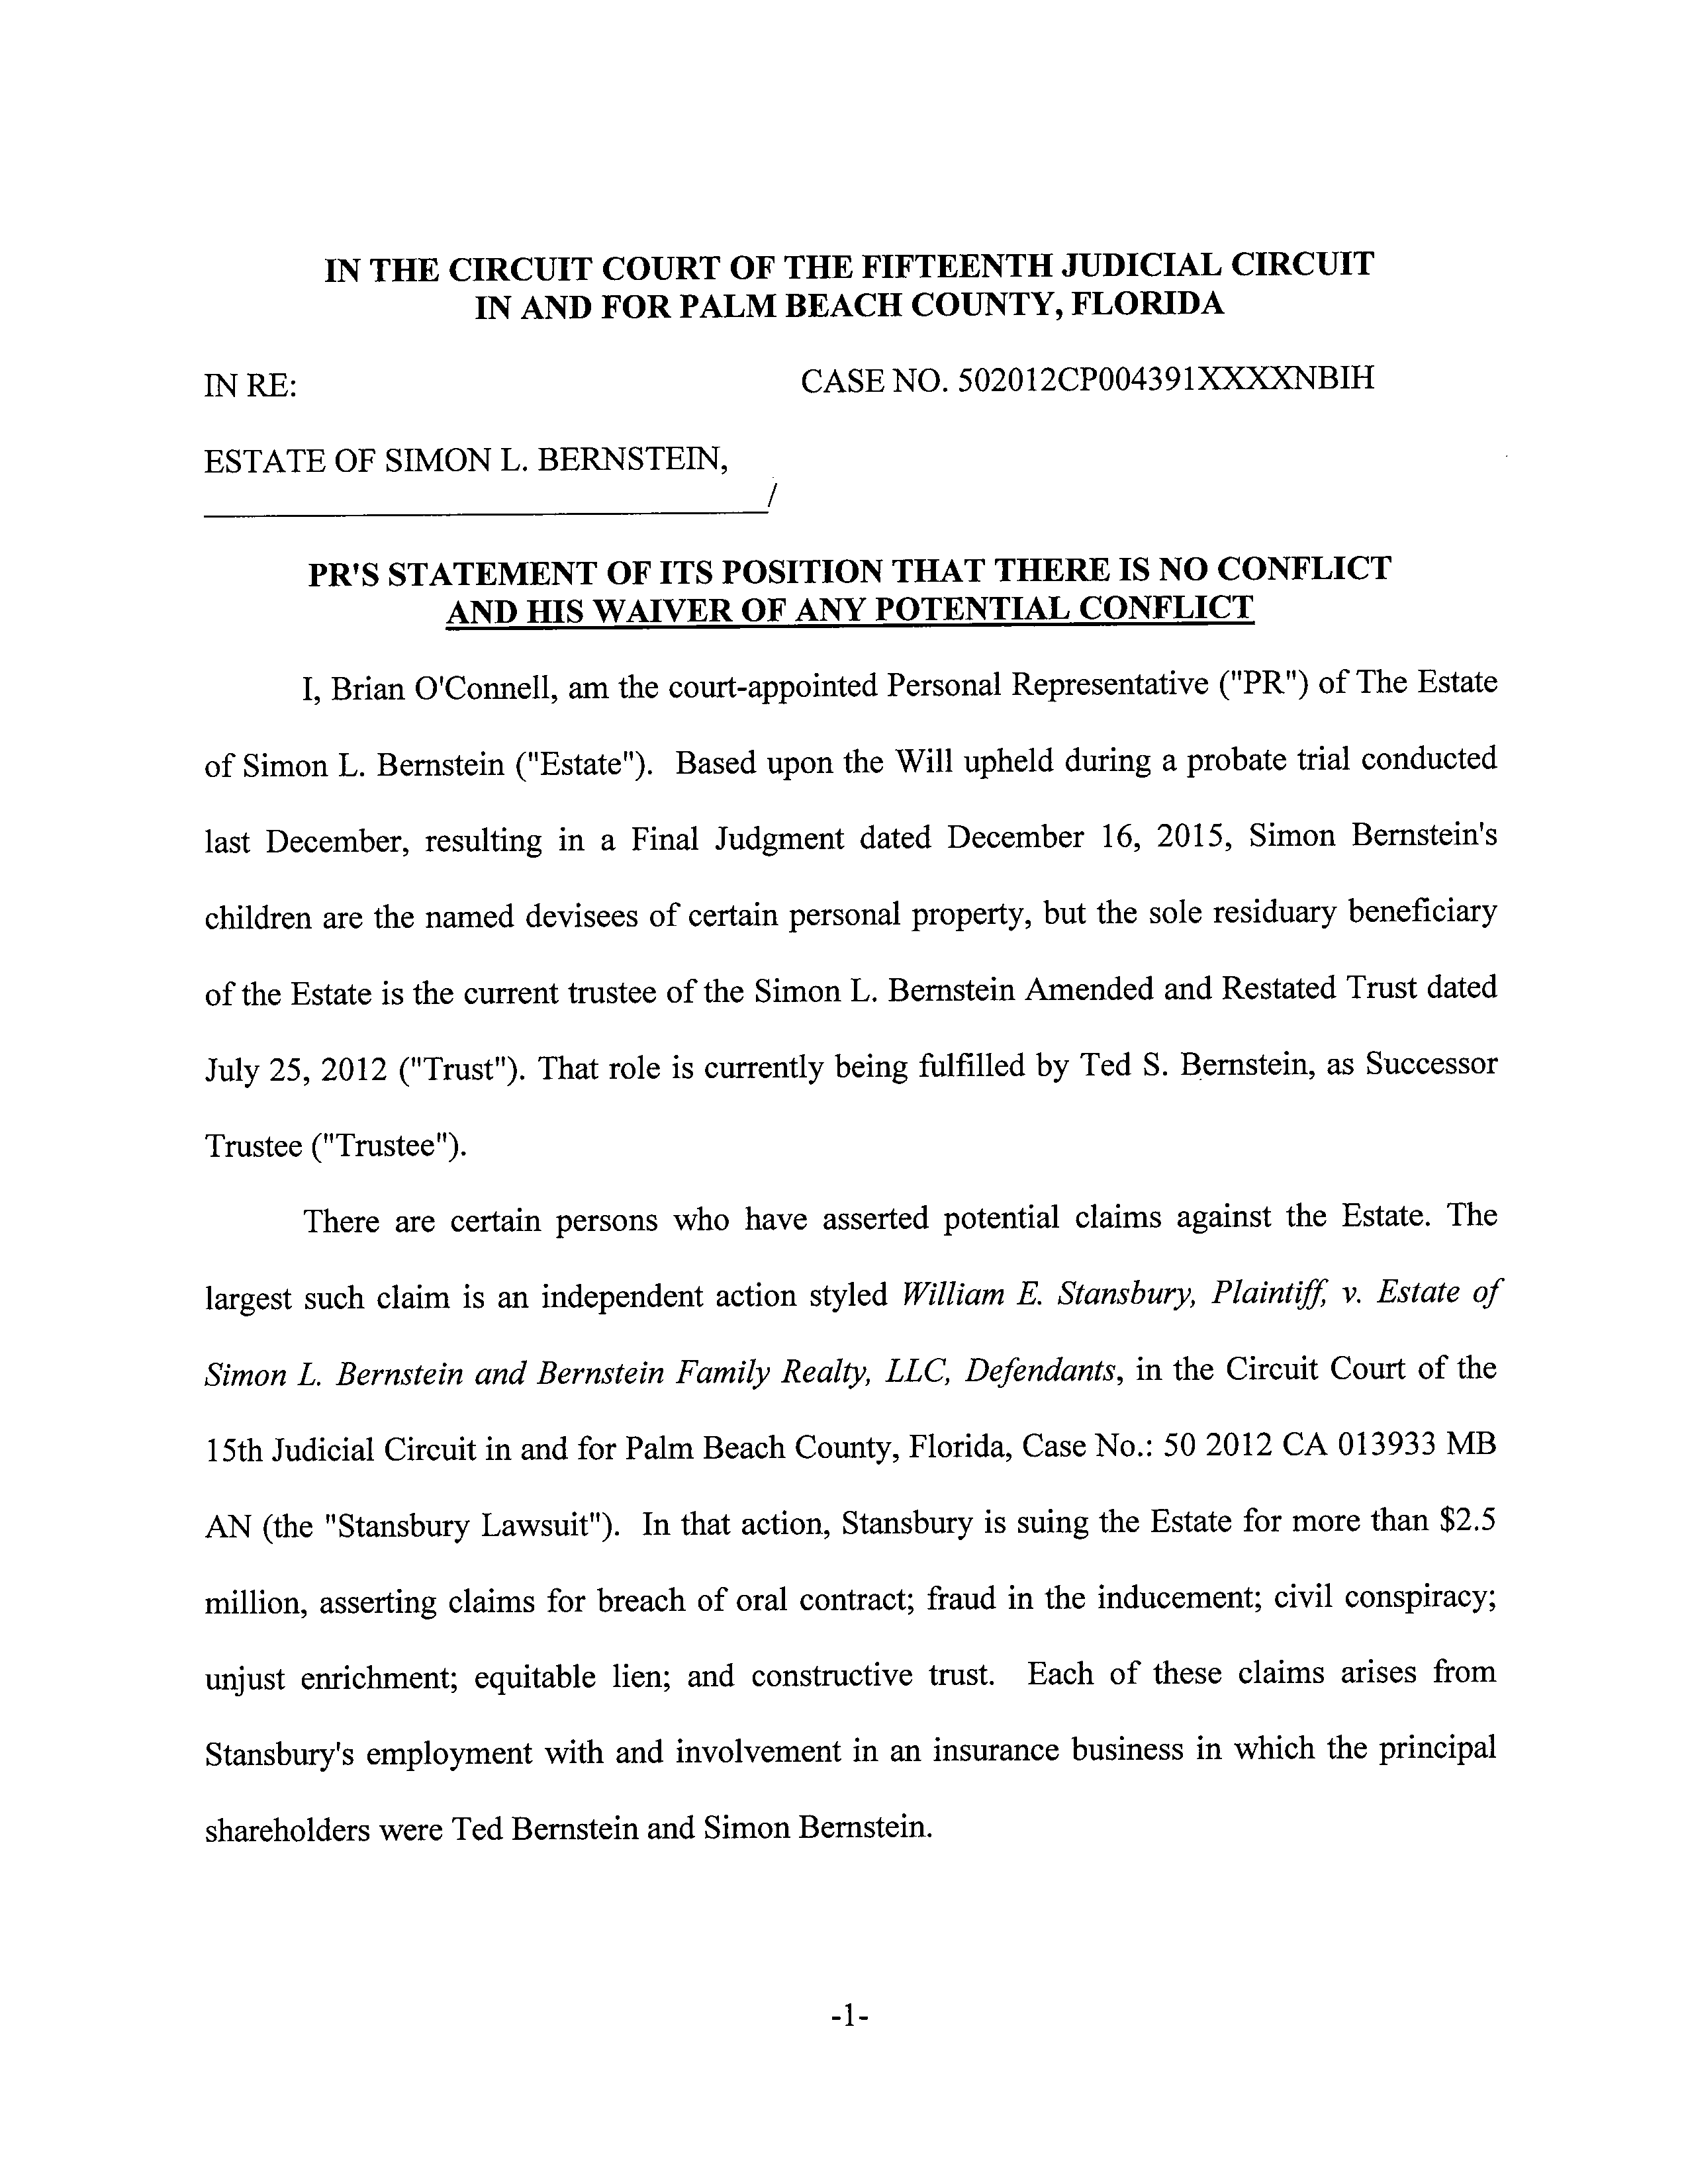 IN THE CIRCUIT COURT OF THE FIFTEENTH JUDICIAL CIRCUIT
IN AND FOR PALM BEACH COUNTY, FLORIDA
IN RE: CASE NO. 502012CP004391XXXXNBIH
ESTATE OF SIMON L. BERNSTEIN,
/
PR'S STATEMENT OF ITS POSITION THAT THERE IS NO CONFLICT
AND HIS WAIVER OF ANY POTENTIAL CONFLICT
I, Brian O'Connell, am the court-appointed Personal Representative ("PR") of The Estate
of Simon L. Bernstein ("Estate"). Based upon the Will upheld during a probate trial conducted
last December, resulting in a Final Judgment dated December 16, 2015, Simon Bernstein's
children are the named devisees of certain personal property, but the sole residuary beneficiary
of the Estate is the current trustee of the Simon L. Bernstein Amended and Restated Trust dated
July 25, 2012 ("Trust"). That role is currently being fulfilled by Ted S. Bernstein, as Successor
Trustee ("Trustee").
There are certain persons who have asserted potential claims against the Estate. The
largest such claim is an independent action styled William E. Stansbury, Plaintiff, v. Estate of
Simon L. Bernstein and Bernstein Family Realty, LLC, Defendants, in the Circuit Court of the
15th Judicial Circuit in and for Palm Beach County, Florida, Case No.: 50 2012 CA 013933 MB
AN (the "Stansbury Lawsuit"). In that action, Stansbury is suing the Estate for more than $2.5
million, asserting claims for breach of oral contract; fraud in the inducement; civil conspiracy;
unjust enrichment; equitable lien; and constructive trust. Each of these claims arises from
Stansbury's employment with and involvement in an insurance business in which the principal
shareholders were Ted Bernstein and Simon Bernstein.
-1-